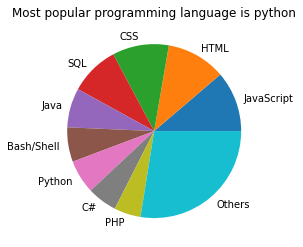 Most popular programming language is python
CSS
HTML
SQL
JavaScript
Java
Bash/Shell
Python
Others
C#
PHP